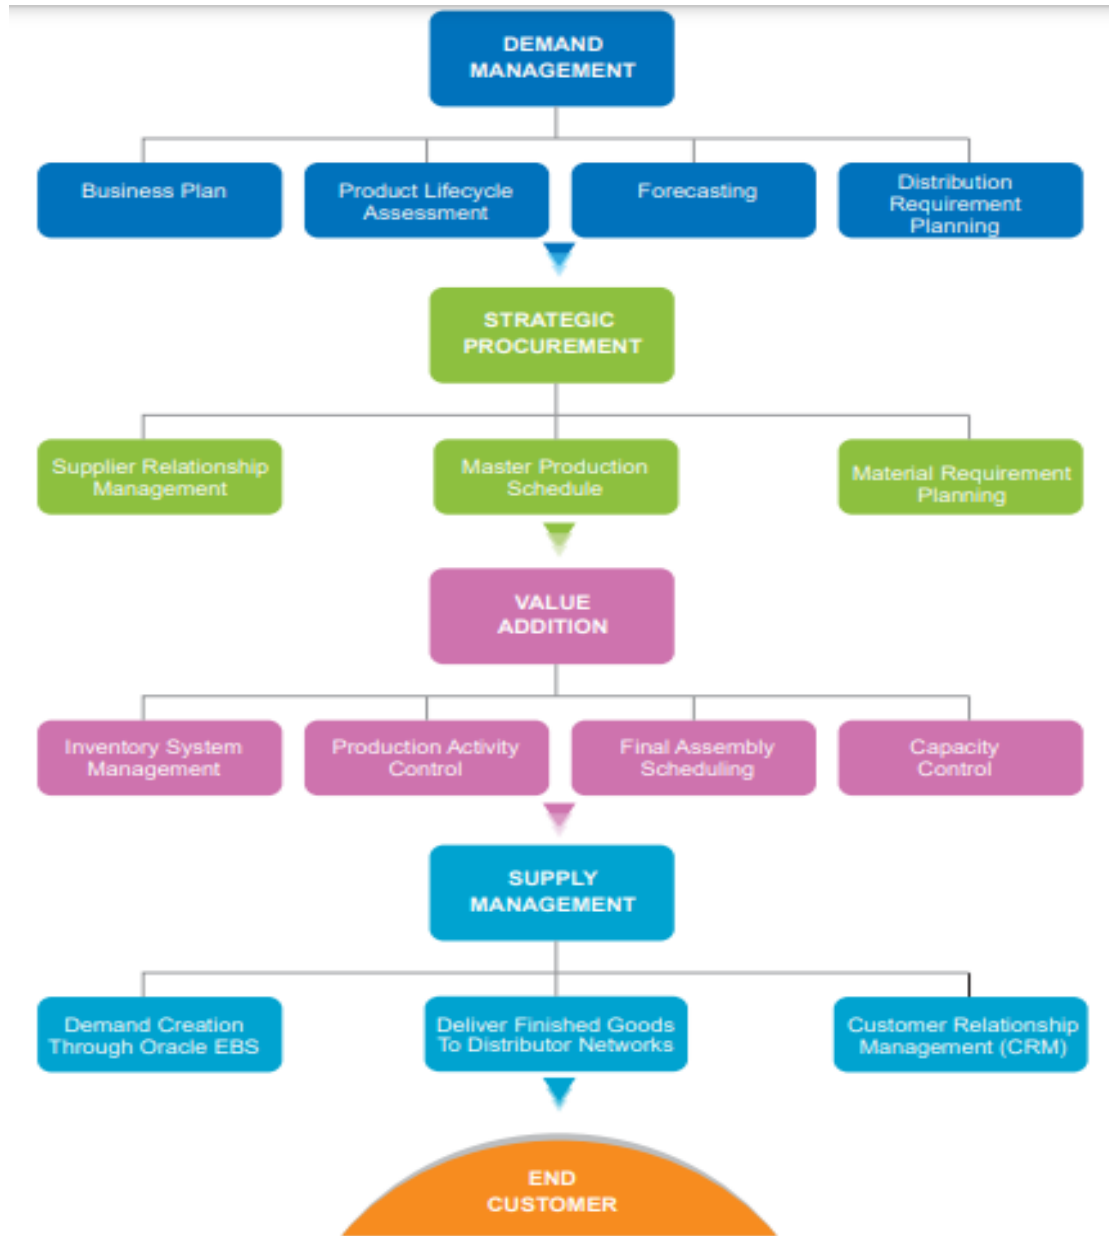 DEMAND
MANAGEMENT
Business Plan
Product Lifecycle
Assessment
Forecasting
Distribution
Requirement
Planning
STRATEGIC
PROCUREMENT
Supplier Relationship
Management
Master Production
Schedule
Material Requirement
Planning
VALUE
ADDITION
Inventory System
Management
Production Activity
Control
Final Assembly
Scheduling
Capacity
Control
SUPPLY
MANAGEMENT
Demand Creation
Through Oracle EBS
Deliver Finished Goods
To Distributor Networks
Customer Relationship
Management (CRM)
END
CUSTOMER